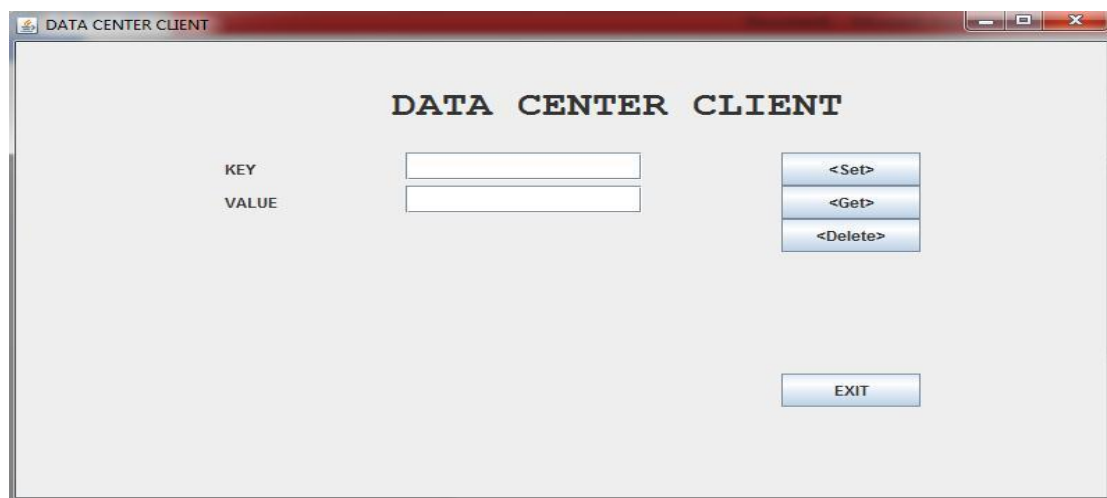 DATA CENTER CLIENT
DATA CENTER CLIENT
KEY <Set>
VALUE <Get>
<Delete>
EXIT